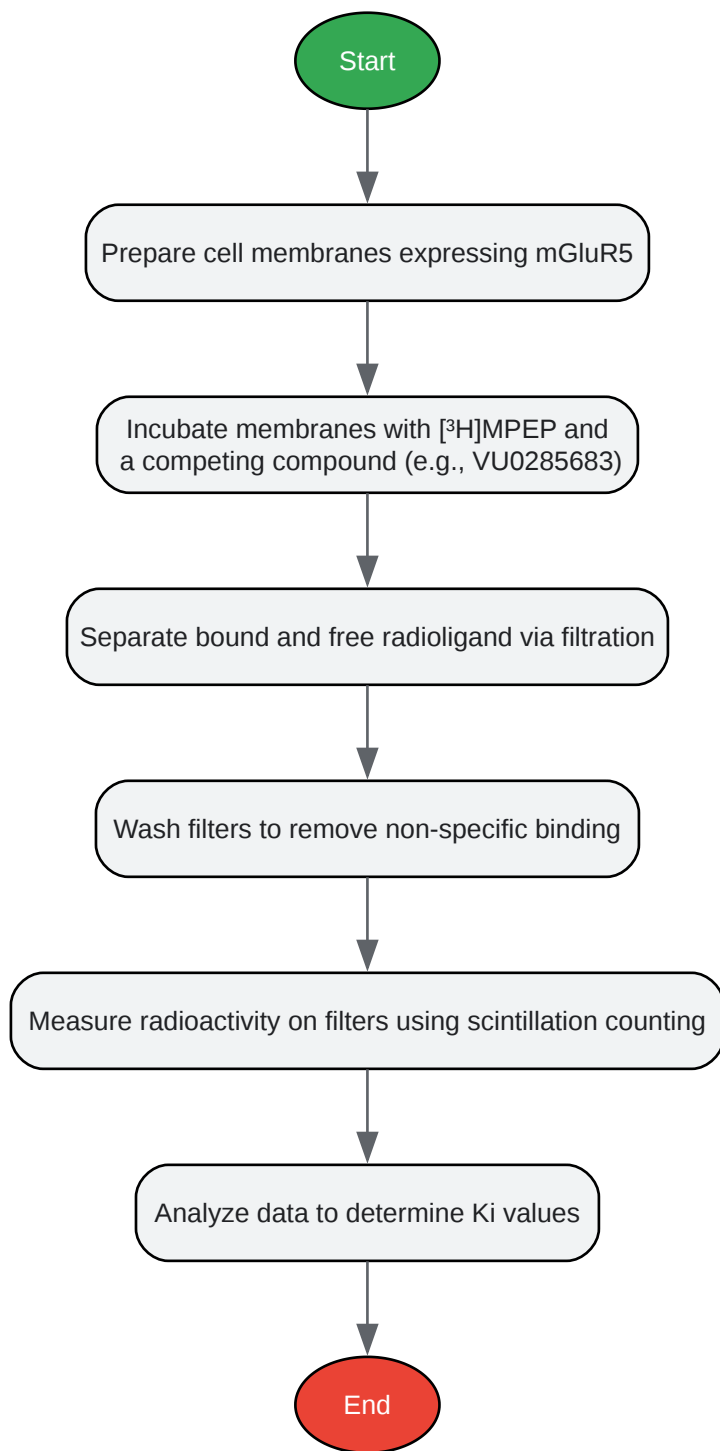 Start
Prepare cell membranes expressing mGluR5
Incubate membranes with [³H]MPEP and
a competing compound (e.g., VU0285683)
Separate bound and free radioligand via filtration
Wash filters to remove non-specific binding
Measure radioactivity on filters using scintillation counting
Analyze data to determine Ki values
End